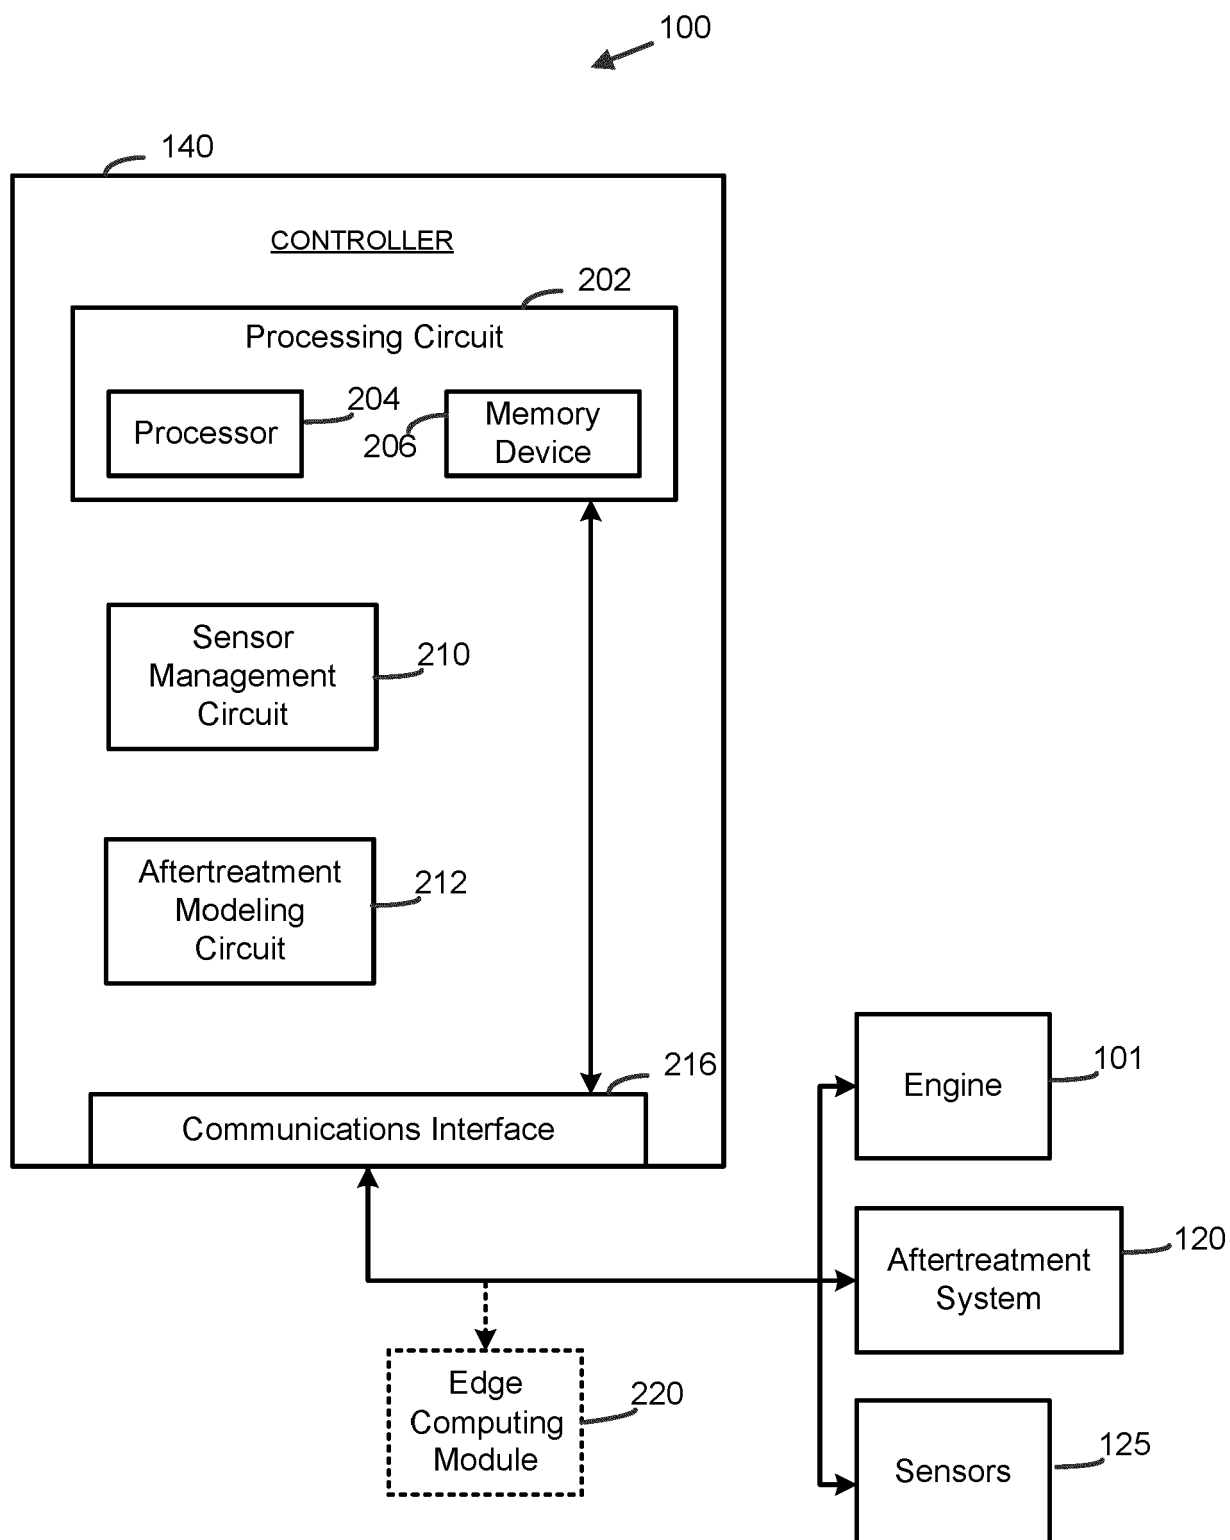 100
140
CONTROLLER
202
Processing Circuit
Processor
204
206
Memory
Device
Sensor
Management
Circuit
210
Aftertreatment
Modeling
Circuit
212
216
Communications Interface
Engine
101
Aftertreatment
System
120
Edge
Computing
Module
220
Sensors
125